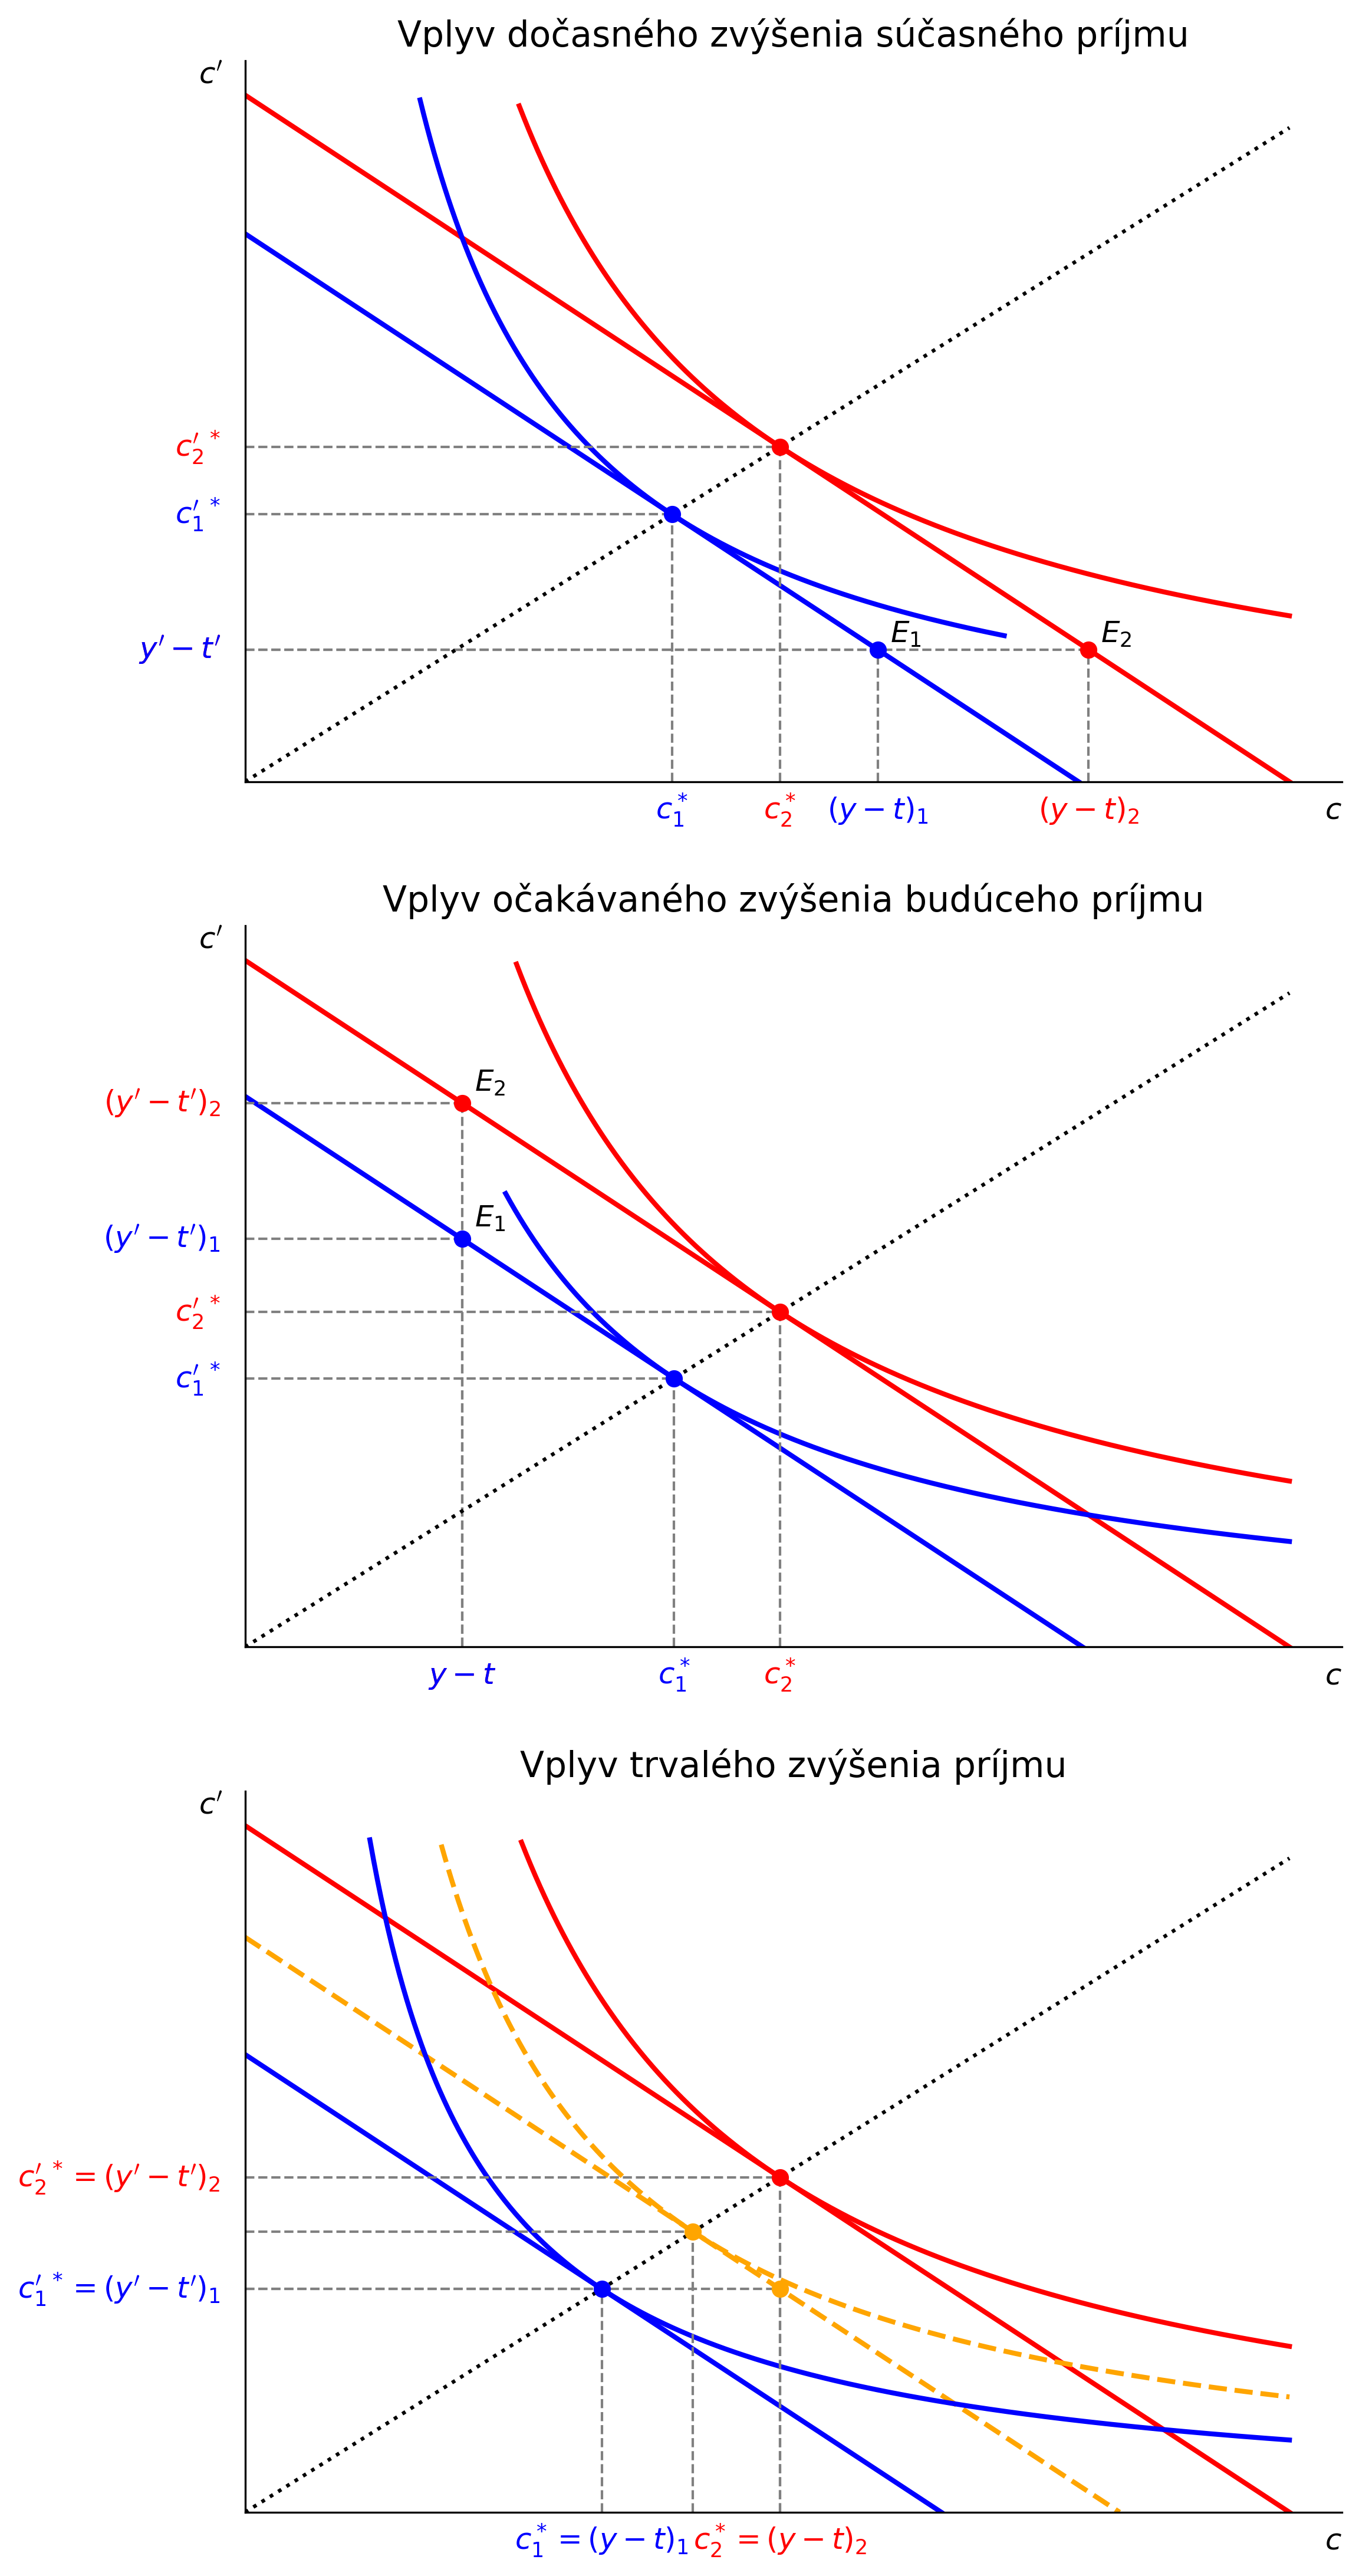 Vplyv dočasného zvýšenia súčasného príjmu
c′
c′₂*
c′₁*
y′ − t′
E₁
E₂
c₁*
c₂*
(y − t)₁
(y − t)₂
c
Vplyv očakávaného zvýšenia budúceho príjmu
c′
(y′ − t′)₂
E₂
(y′ − t′)₁
E₁
c′₂*
c′₁*
y − t
c₁*
c₂*
c
Vplyv trvalého zvýšenia príjmu
c′
c′₂* = (y′ − t′)₂
c′₁* = (y′ − t′)₁
c₁* = (y − t)₁
c₂* = (y − t)₂
c